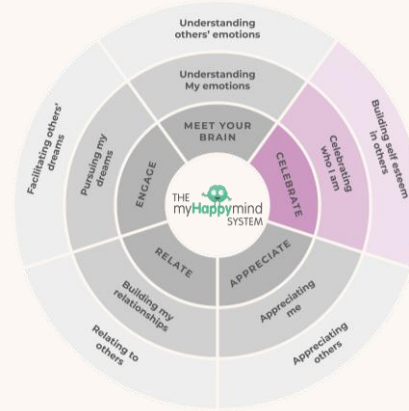 Understanding
others' emotions
Understanding
My emotions
MEET YOUR
BRAIN
CELEBRATE
Celebrating
who I am
Building self esteem
in others
APPRECIATE
Appreciating
me
Appreciating
others
RELATE
Building my
relationships
Relating to
others
ENGAGE
Pursuing my
dreams
Facilitating others'
dreams
THE
myHappymind
SYSTEM